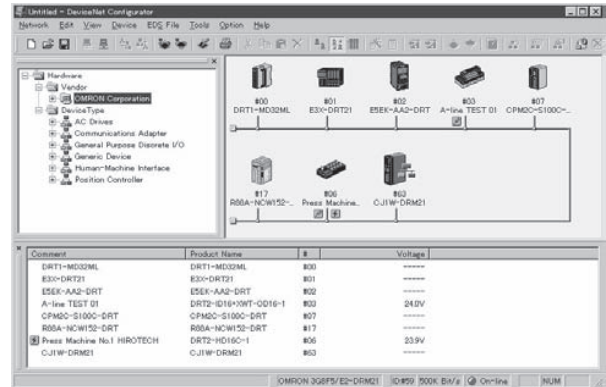 Untitled - DeviceNet Configurator
Network Edit View Device EDS File Tools Option Help
Hardware
Vendor
OMRON Corporation
DeviceType
AC Drives
Communications Adapter
General Purpose Discrete I/O
Generic Device
Human-Machine Interface
Position Controller
#00 #01 #02 #03 #07
DRT1-MD32ML E3X-DRT21 E5EK-AA2-DRT A-line TEST 01 CPM2C-S100C-...
#17 #06 #63
R88A-NCW152-... Press Machine... CJ1W-DRM21
Comment Product Name # Voltage
DRT1-MD32ML DRT1-MD32ML #00 -----
E3X-DRT21 E3X-DRT21 #01 -----
E5EK-AA2-DRT E5EK-AA2-DRT #02 -----
A-line TEST 01 DRT2-ID16+XWT-OD16-1 #03 24.0V
CPM2C-S100C-DRT CPM2C-S100C-DRT #07 -----
R88A-NCW152-DRT R88A-NCW152-DRT #17 -----
Press Machine No.1 HIROTECH DRT2-HD16C-1 #06 23.9V
CJ1W-DRM21 CJ1W-DRM21 #63 -----
OMRON 3G8F5/E2-DRM21 ID:#59 500K Bit/s On-line NUM